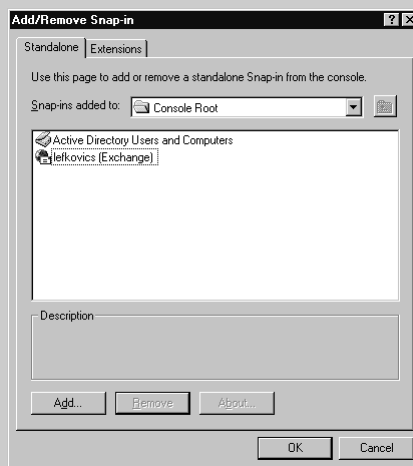 Add/Remove Snap-in
Standalone
Extensions
Use this page to add or remove a standalone Snap-in from the console.
Snap-ins added to:
Console Root
Active Directory Users and Computers
lefkovics (Exchange)
Description
Add...
Remove
About...
OK
Cancel